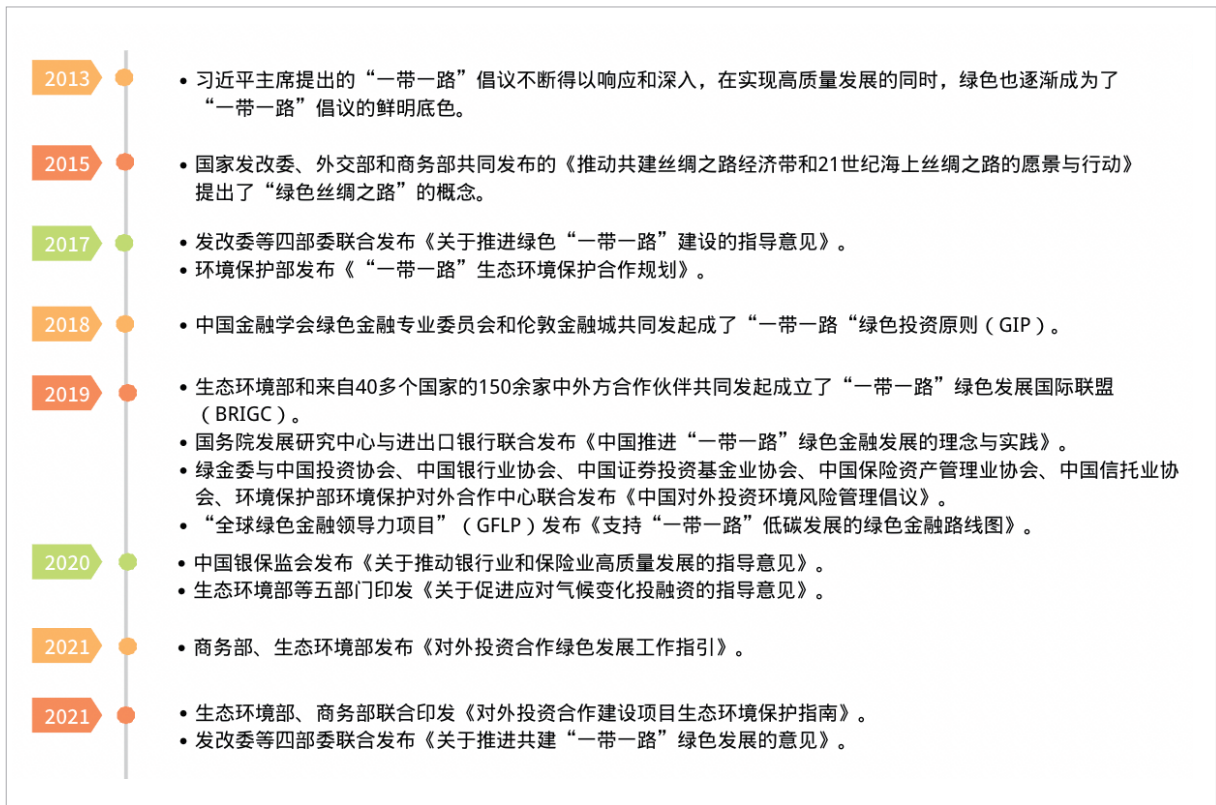 2013
• 习近平主席提出的“一带一路”倡议不断得以响应和深入，在实现高质量发展的同时，绿色也逐渐成为了
“一带一路”倡议的鲜明底色。
2015
• 国家发改委、外交部和商务部共同发布的《推动共建丝绸之路经济带和21世纪海上丝绸之路的愿景与行动》
提出了“绿色丝绸之路”的概念。
2017
• 发改委等四部委联合发布《关于推进绿色“一带一路”建设的指导意见》。
• 环境保护部发布《“一带一路”生态环境保护合作规划》。
2018
• 中国金融学会绿色金融专业委员会和伦敦金融城共同发起成了“一带一路“绿色投资原则（GIP）。
2019
• 生态环境部和来自40多个国家的150余家中外方合作伙伴共同发起成立了“一带一路”绿色发展国际联盟
（BRIGC）。
• 国务院发展研究中心与进出口银行联合发布《中国推进“一带一路”绿色金融发展的理念与实践》。
• 绿金委与中国投资协会、中国银行业协会、中国证券投资基金业协会、中国保险资产管理业协会、中国信托业协
会、环境保护部环境保护对外合作中心联合发布《中国对外投资环境风险管理倡议》。
• “全球绿色金融领导力项目”（GFLP）发布《支持“一带一路”低碳发展的绿色金融路线图》。
2020
• 中国银保监会发布《关于推动银行业和保险业高质量发展的指导意见》。
• 生态环境部等五部门印发《关于促进应对气候变化投融资的指导意见》。
2021
• 商务部、生态环境部发布《对外投资合作绿色发展工作指引》。
2021
• 生态环境部、商务部联合印发《对外投资合作建设项目生态环境保护指南》。
• 发改委等四部委联合发布《关于推进共建“一带一路”绿色发展的意见》。